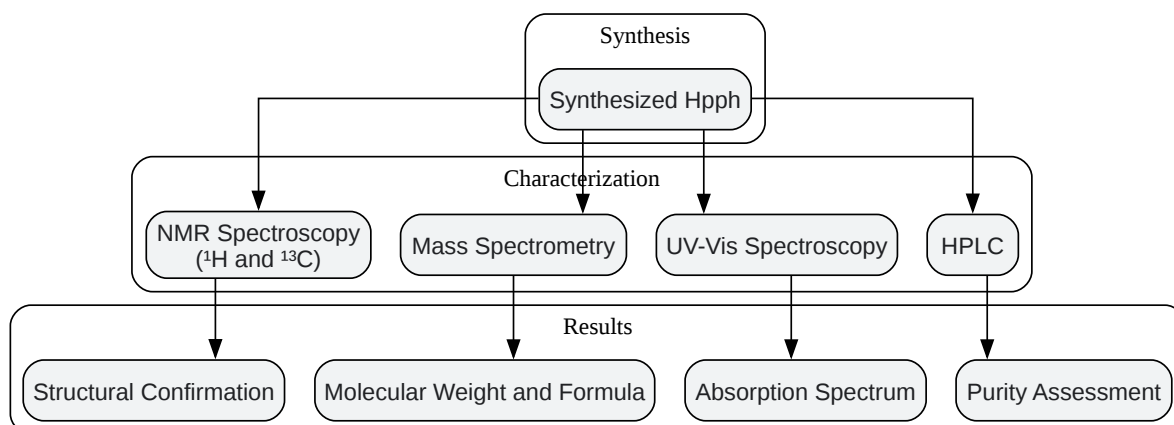 Synthesis
Synthesized Hpph
Characterization
NMR Spectroscopy
(¹H and ¹³C)
Mass Spectrometry
UV-Vis Spectroscopy
HPLC
Results
Structural Confirmation
Molecular Weight and Formula
Absorption Spectrum
Purity Assessment